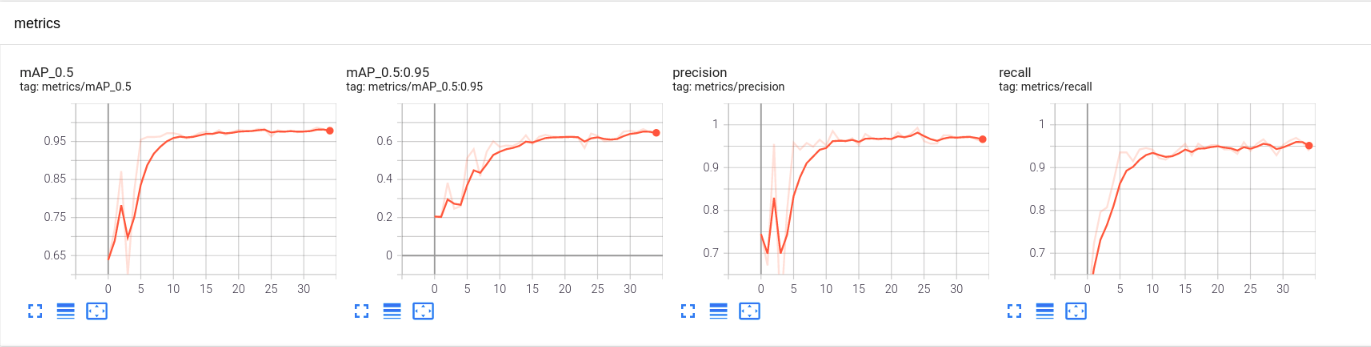 metrics
mAP_0.5
tag: metrics/mAP_0.5
0.95
0.85
0.75
0.65
0 5 10 15 20 25 30
mAP_0.5:0.95
tag: metrics/mAP_0.5:0.95
0.6
0.4
0.2
0
0 5 10 15 20 25 30
precision
tag: metrics/precision
1
0.9
0.8
0.7
0 5 10 15 20 25 30
recall
tag: metrics/recall
1
0.9
0.8
0.7
0 5 10 15 20 25 30